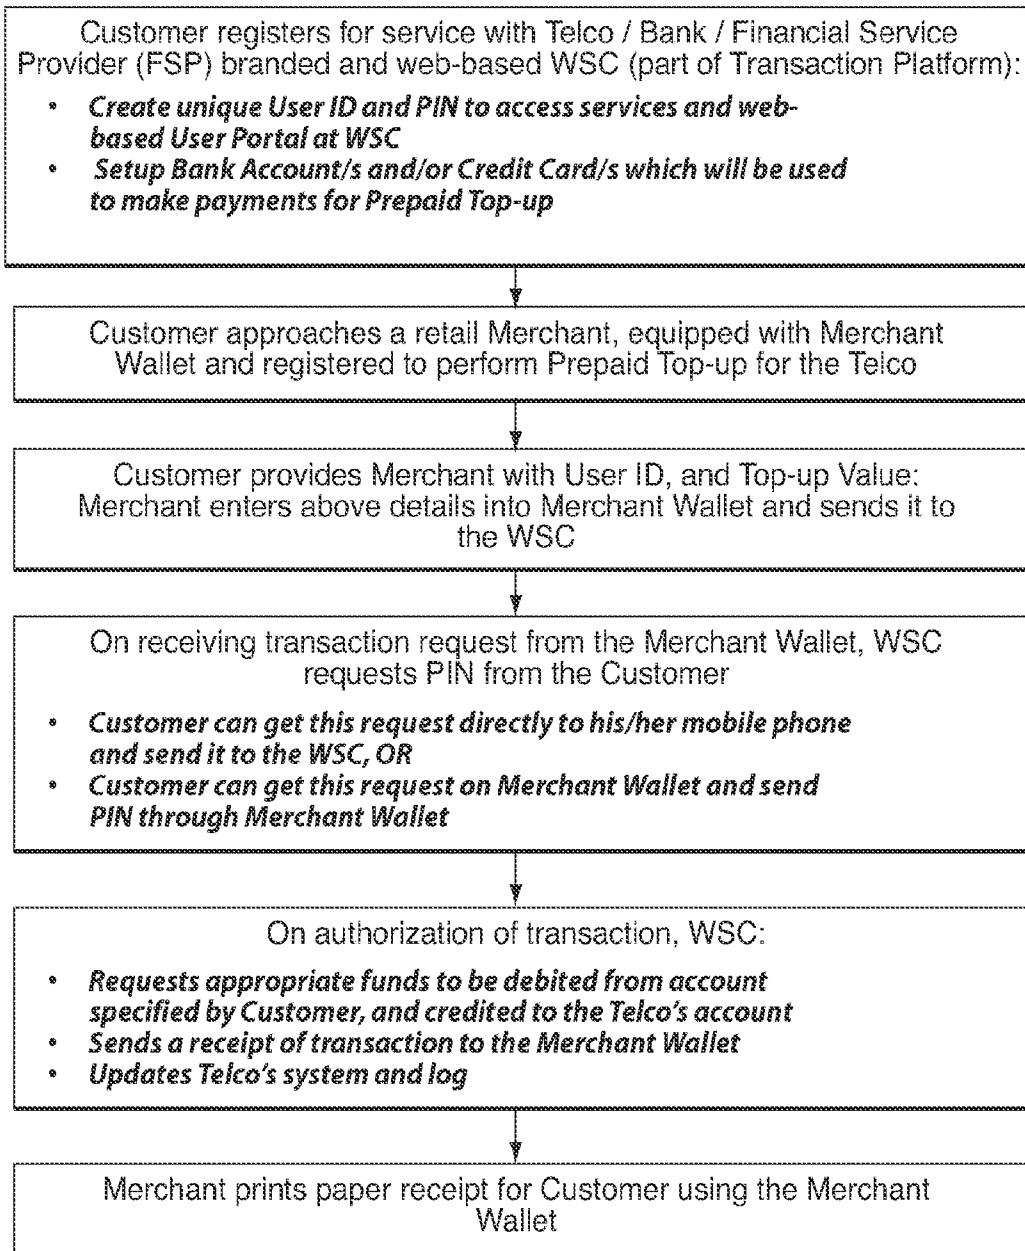 Customer registers for service with Telco / Bank / Financial Service
Provider (FSP) branded and web-based WSC (part of Transaction Platform):
• Create unique User ID and PIN to access services and web-
based User Portal at WSC
• Setup Bank Account/s and/or Credit Card/s which will be used
to make payments for Prepaid Top-up
Customer approaches a retail Merchant, equipped with Merchant
Wallet and registered to perform Prepaid Top-up for the Telco
Customer provides Merchant with User ID, and Top-up Value:
Merchant enters above details into Merchant Wallet and sends it to
the WSC
On receiving transaction request from the Merchant Wallet, WSC
requests PIN from the Customer
• Customer can get this request directly to his/her mobile phone
and send it to the WSC, OR
• Customer can get this request on Merchant Wallet and send
PIN through Merchant Wallet
On authorization of transaction, WSC:
• Requests appropriate funds to be debited from account
specified by Customer, and credited to the Telco's account
• Sends a receipt of transaction to the Merchant Wallet
• Updates Telco's system and log
Merchant prints paper receipt for Customer using the Merchant
Wallet